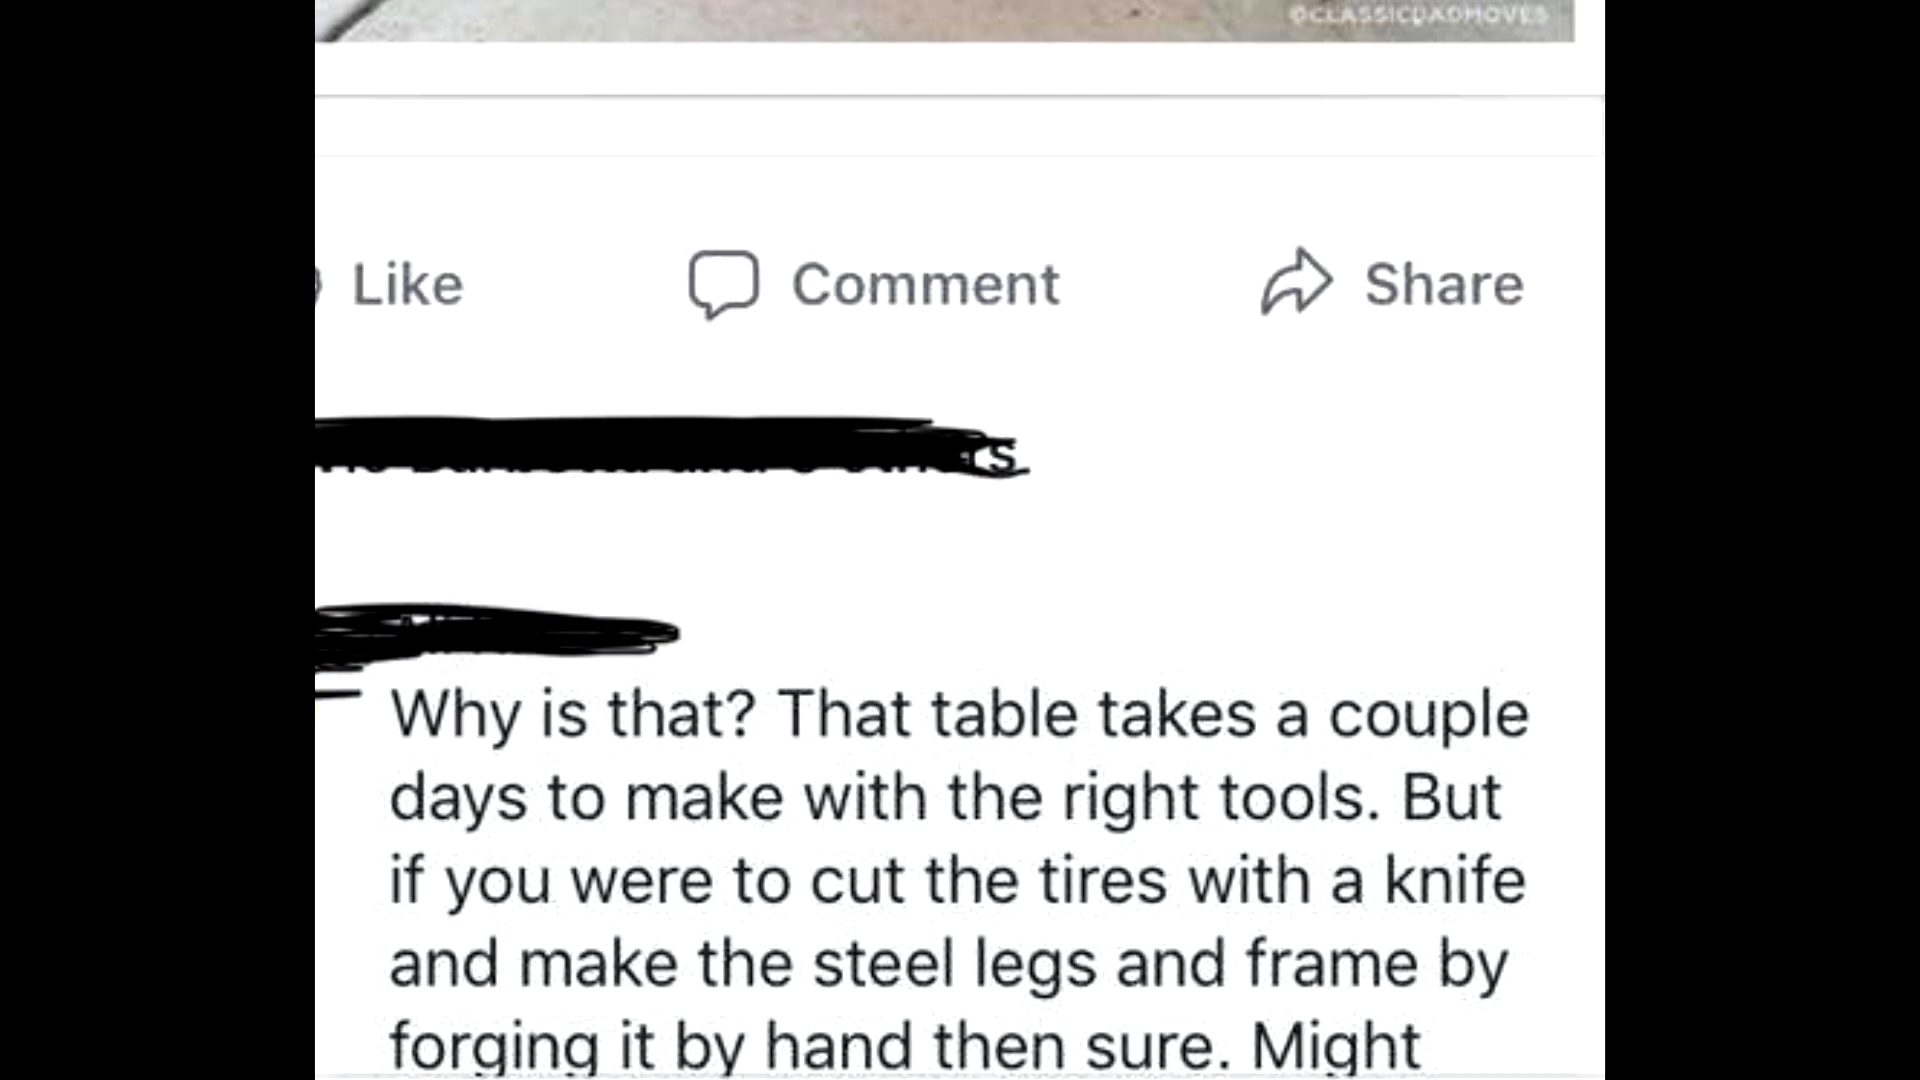 ©CLASSICDADMOVES
Like
Comment
Share
Why is that? That table takes a couple
days to make with the right tools. But
if you were to cut the tires with a knife
and make the steel legs and frame by
forging it by hand then sure. Might